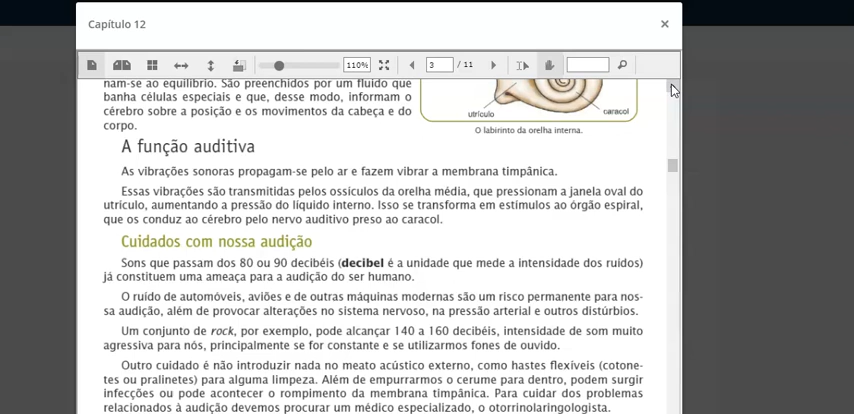 Capítulo 12
×
110%
3
/ 11
nam-se ao equilíbrio. São preenchidos por um fluido que
banha células especiais e que, desse modo, informam o
cérebro sobre a posição e os movimentos da cabeça e do
corpo.
utrículo
caracol
O labirinto da orelha interna.
A função auditiva
As vibrações sonoras propagam-se pelo ar e fazem vibrar a membrana timpânica.
Essas vibrações são transmitidas pelos ossículos da orelha média, que pressionam a janela oval do
utrículo, aumentando a pressão do líquido interno. Isso se transforma em estímulos ao órgão espiral,
que os conduz ao cérebro pelo nervo auditivo preso ao caracol.
Cuidados com nossa audição
Sons que passam dos 80 ou 90 decibéis (decibel é a unidade que mede a intensidade dos ruídos)
já constituem uma ameaça para a audição do ser humano.
O ruído de automóveis, aviões e de outras máquinas modernas são um risco permanente para nos-
sa audição, além de provocar alterações no sistema nervoso, na pressão arterial e outros distúrbios.
Um conjunto de rock, por exemplo, pode alcançar 140 a 160 decibéis, intensidade de som muito
agressiva para nós, principalmente se for constante e se utilizarmos fones de ouvido.
Outro cuidado é não introduzir nada no meato acústico externo, como hastes flexíveis (cotone-
tes ou pralinetes) para alguma limpeza. Além de empurrarmos o cerume para dentro, podem surgir
infecções ou pode acontecer o rompimento da membrana timpânica. Para cuidar dos problemas
relacionados à audição devemos procurar um médico especializado, o otorrinolaringologista.